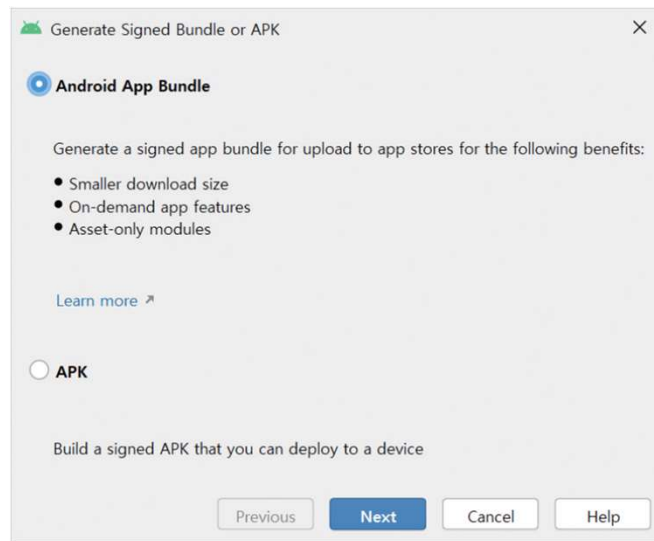 Generate Signed Bundle or APK
Android App Bundle
Generate a signed app bundle for upload to app stores for the following benefits:
• Smaller download size
• On-demand app features
• Asset-only modules
Learn more ↗
APK
Build a signed APK that you can deploy to a device
Previous Next Cancel Help